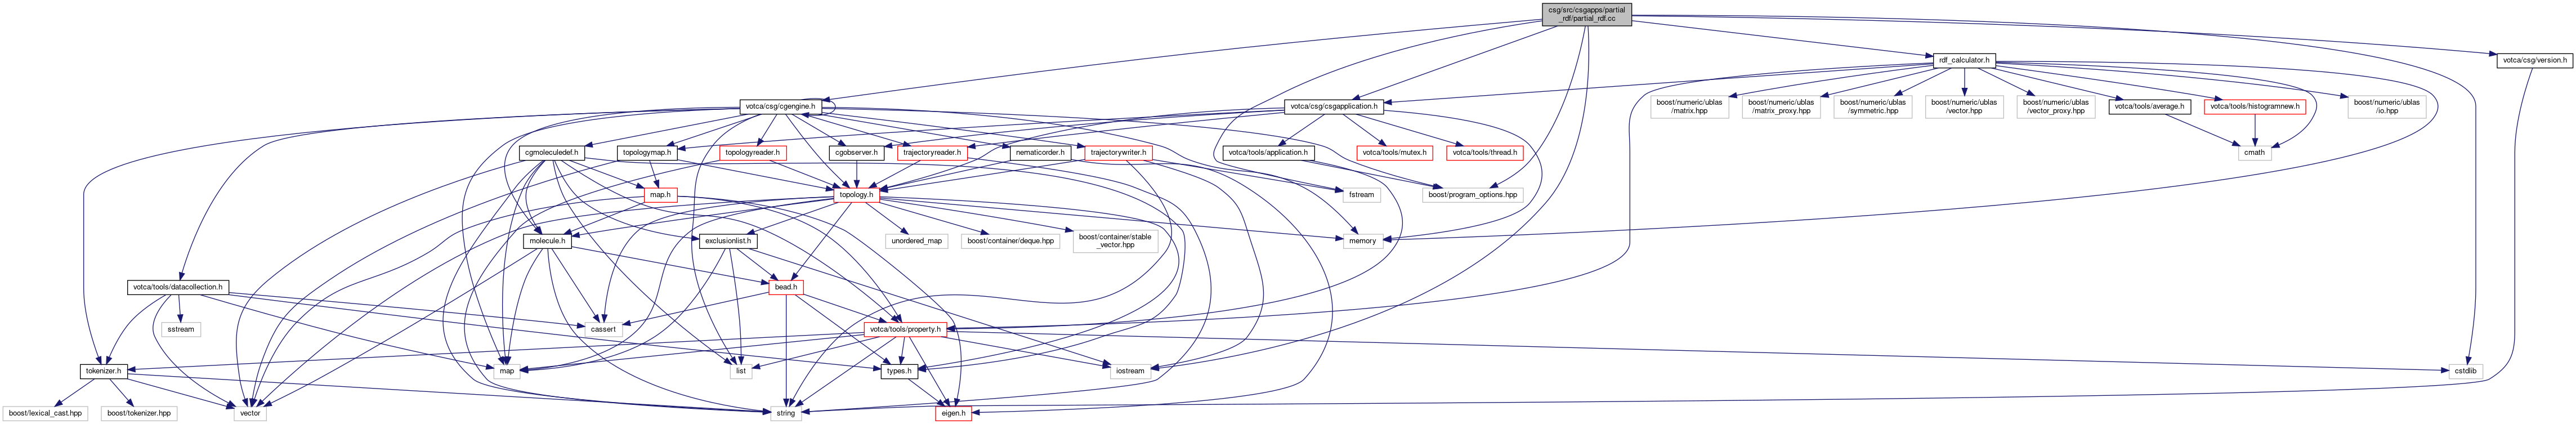 csg/src/csgapps/partial
_rdf/partial_rdf.cc
rdf_calculator.h
votca/csg/version.h
votca/csg/cgengine.h
votca/csg/csgapplication.h
boost/numeric/ublas
/matrix.hpp
boost/numeric/ublas
/matrix_proxy.hpp
boost/numeric/ublas
/symmetric.hpp
boost/numeric/ublas
/vector.hpp
boost/numeric/ublas
/vector_proxy.hpp
votca/tools/average.h
votca/tools/histogramnew.h
boost/numeric/ublas
/io.hpp
cgmoleculedef.h
topologymap.h
topologyreader.h
cgobserver.h
trajectoryreader.h
nematicorder.h
trajectorywriter.h
votca/tools/application.h
votca/tools/mutex.h
votca/tools/thread.h
cmath
map.h
topology.h
fstream
boost/program_options.hpp
molecule.h
exclusionlist.h
unordered_map
boost/container/deque.hpp
boost/container/stable
_vector.hpp
memory
votca/tools/datacollection.h
bead.h
sstream
cassert
votca/tools/property.h
tokenizer.h
map
list
types.h
iostream
cstdlib
boost/lexical_cast.hpp
boost/tokenizer.hpp
vector
string
eigen.h